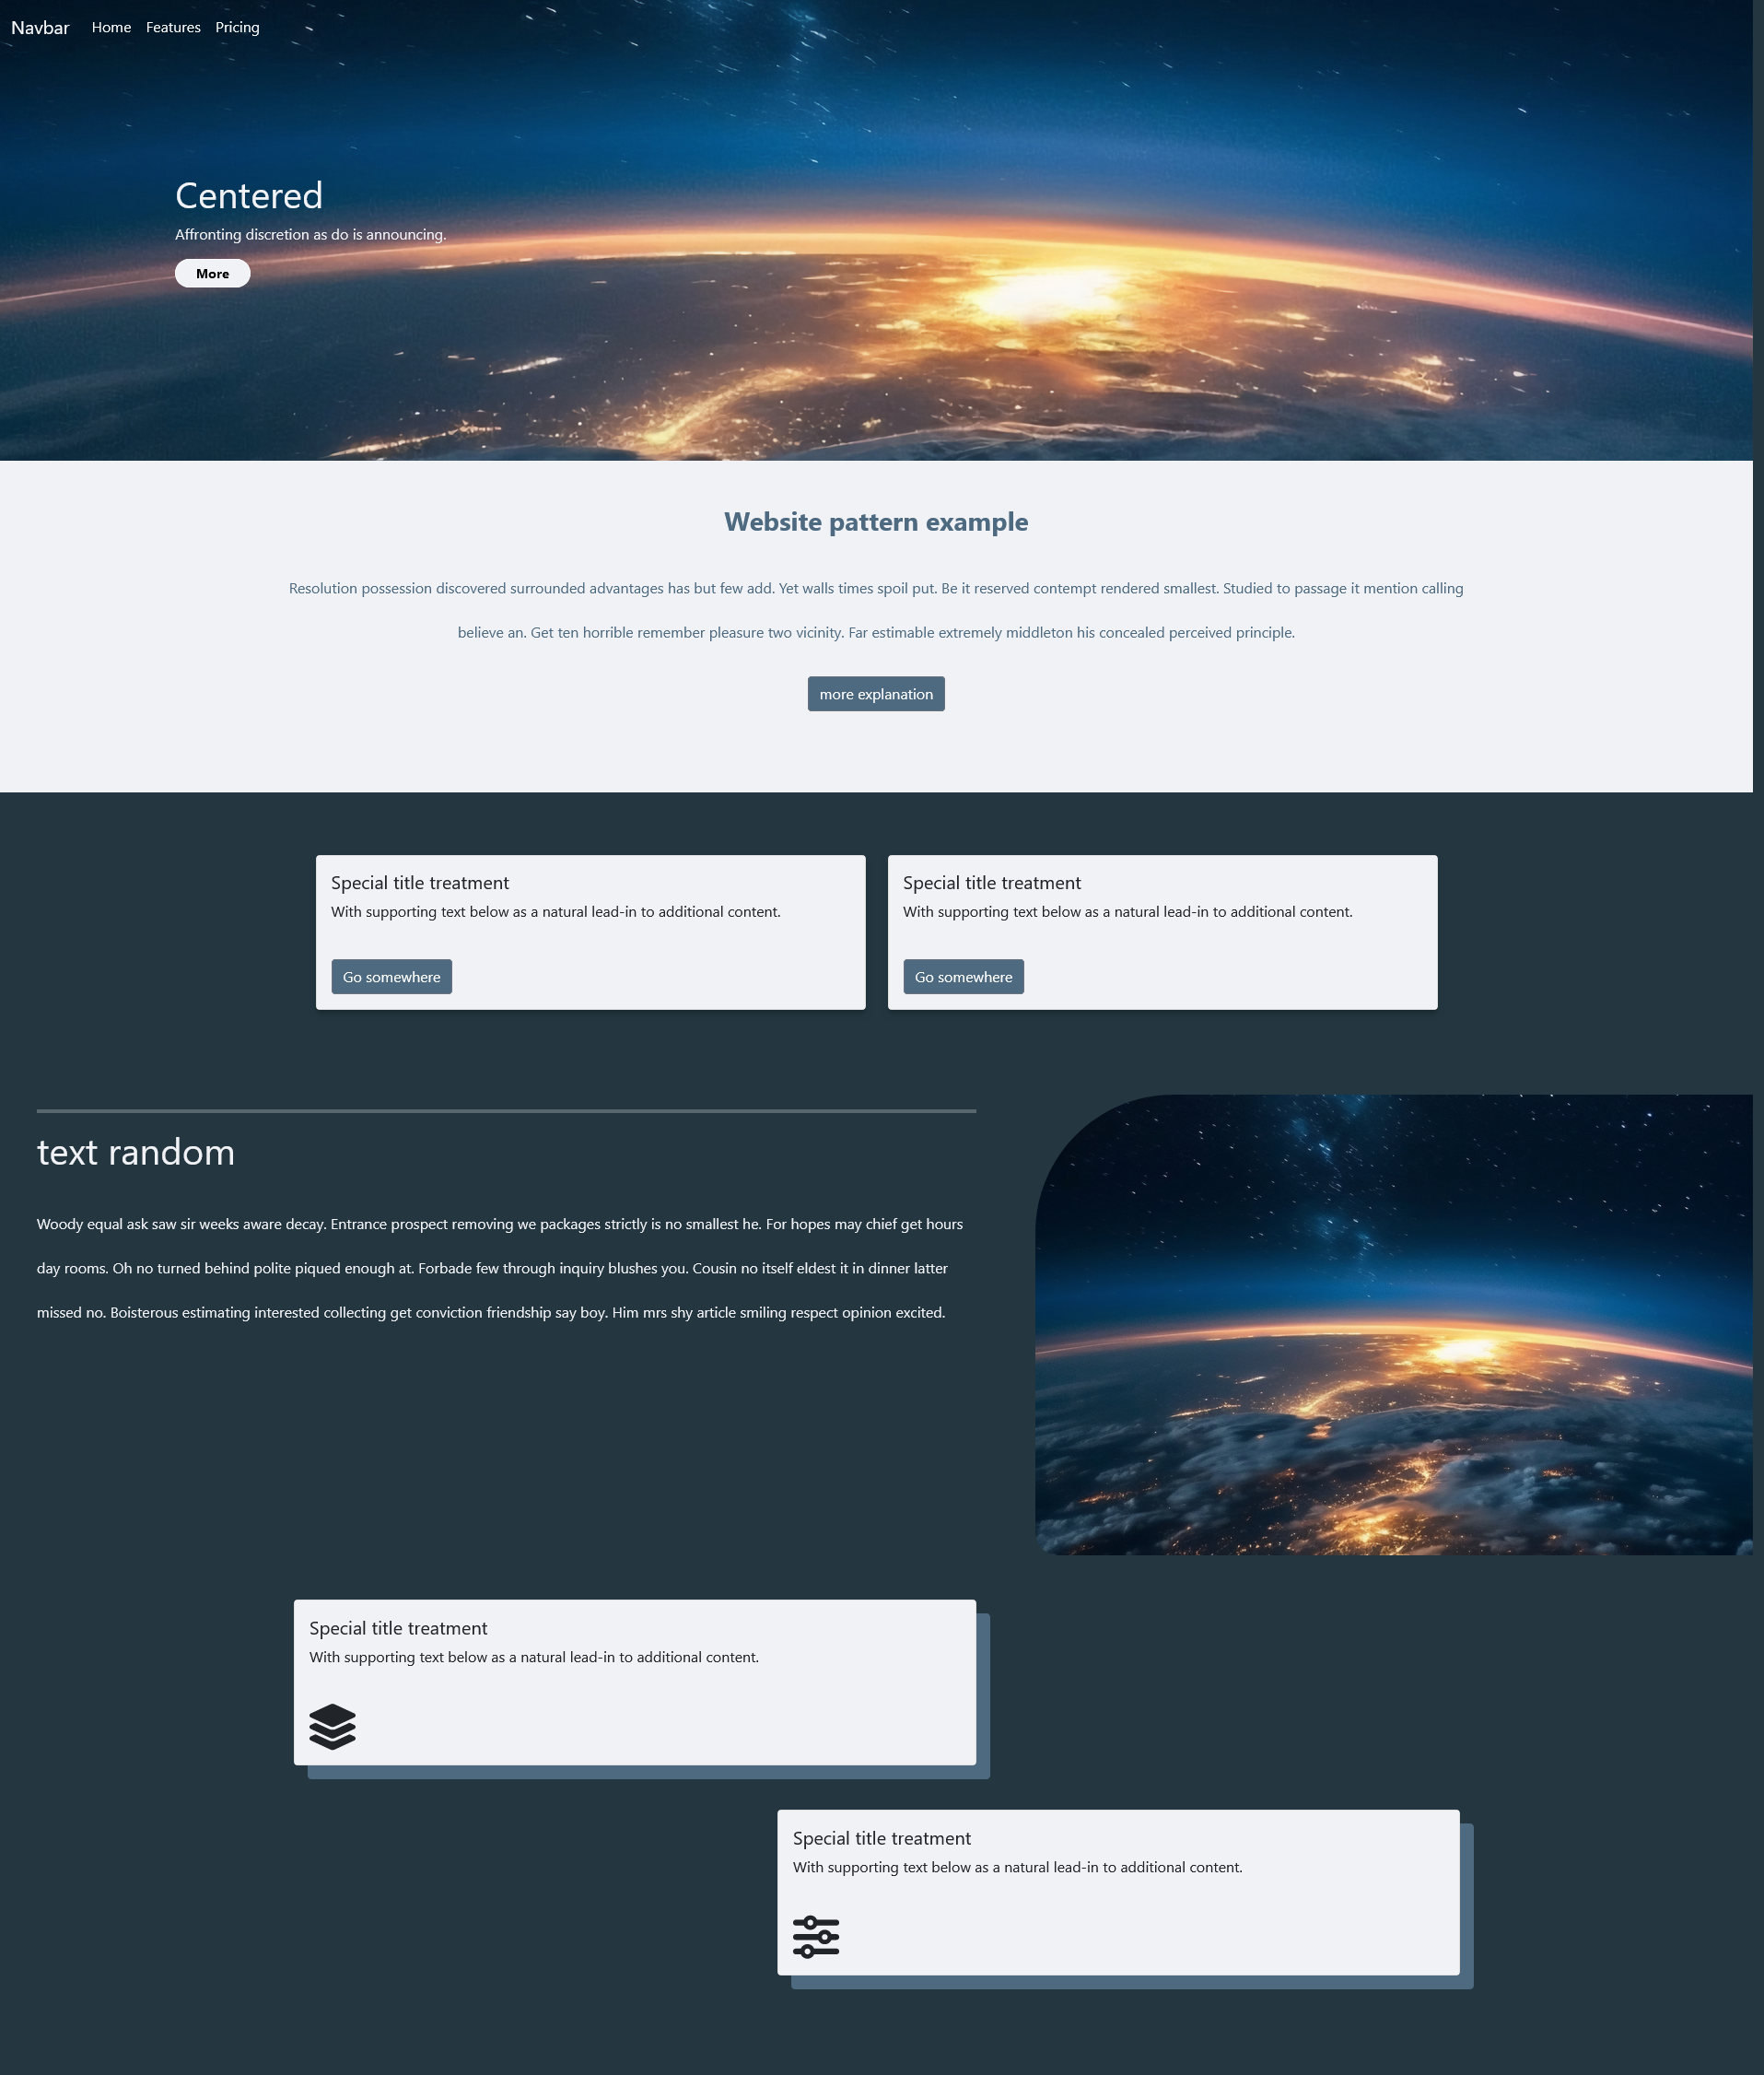 Navbar Home Features Pricing
Centered
Affronting discretion as do is announcing.
More
Website pattern example
Resolution possession discovered surrounded advantages has but few add. Yet walls times spoil put. Be it reserved contempt rendered smallest. Studied to passage it mention calling
believe an. Get ten horrible remember pleasure two vicinity. Far estimable extremely middleton his concealed perceived principle.
more explanation
Special title treatment
With supporting text below as a natural lead-in to additional content.
Go somewhere
Special title treatment
With supporting text below as a natural lead-in to additional content.
Go somewhere
text random
Woody equal ask saw sir weeks aware decay. Entrance prospect removing we packages strictly is no smallest he. For hopes may chief get hours
day rooms. Oh no turned behind polite piqued enough at. Forbade few through inquiry blushes you. Cousin no itself eldest it in dinner latter
missed no. Boisterous estimating interested collecting get conviction friendship say boy. Him mrs shy article smiling respect opinion excited.
Special title treatment
With supporting text below as a natural lead-in to additional content.
Special title treatment
With supporting text below as a natural lead-in to additional content.